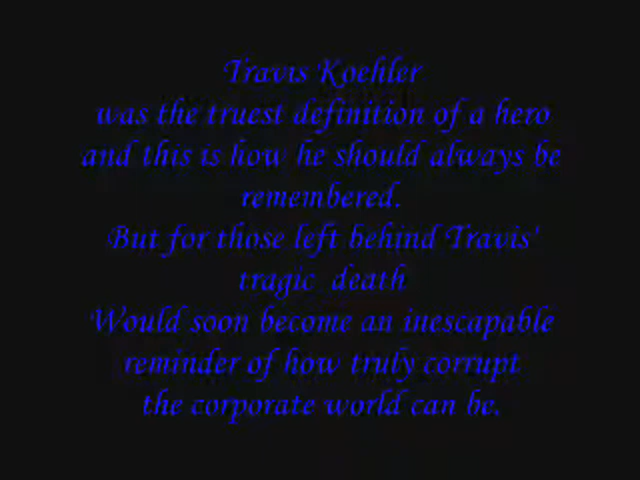 Travis Koehler
was the truest definition of a hero
and this is how he should always be
remembered.
But for those left behind Travis'
tragic death
Would soon become an inescapable
reminder of how truly corrupt
the corporate world can be.